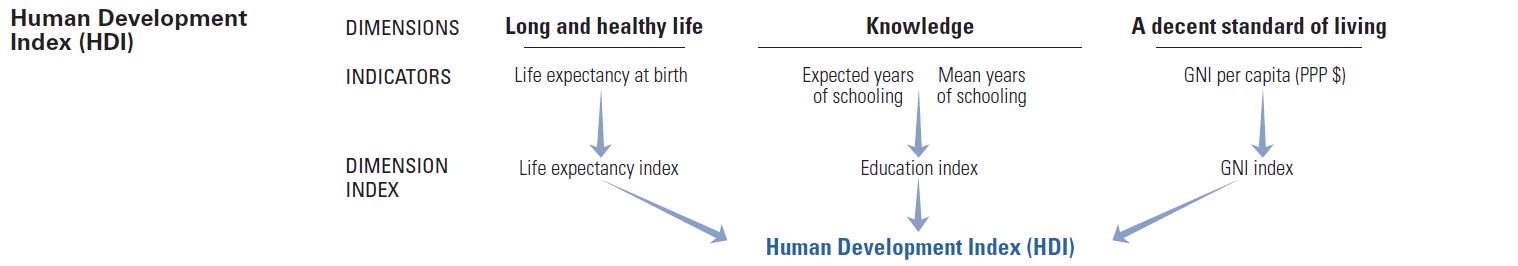 Human Development
Index (HDI)
DIMENSIONS
Long and healthy life
Knowledge
A decent standard of living
INDICATORS
Life expectancy at birth
Expected years
of schooling
Mean years
of schooling
GNI per capita (PPP $)
DIMENSION
INDEX
Life expectancy index
Education index
GNI index
Human Development Index (HDI)